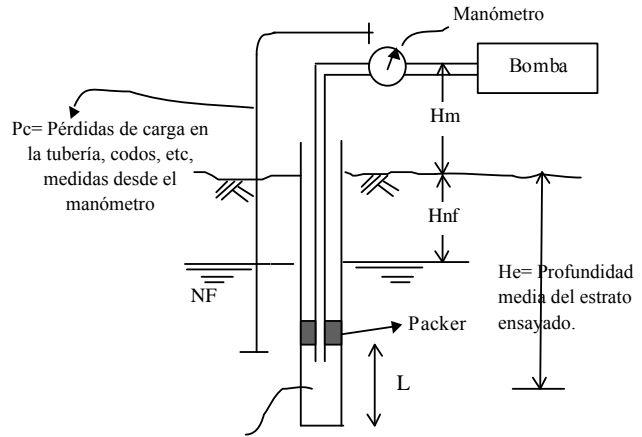 Manómetro
Bomba
Pc= Pérdidas de carga en
la tubería, codos, etc,
medidas desde el
manómetro
Hm
Hnf
He= Profundidad
media del estrato
ensayado.
NF
Packer
L